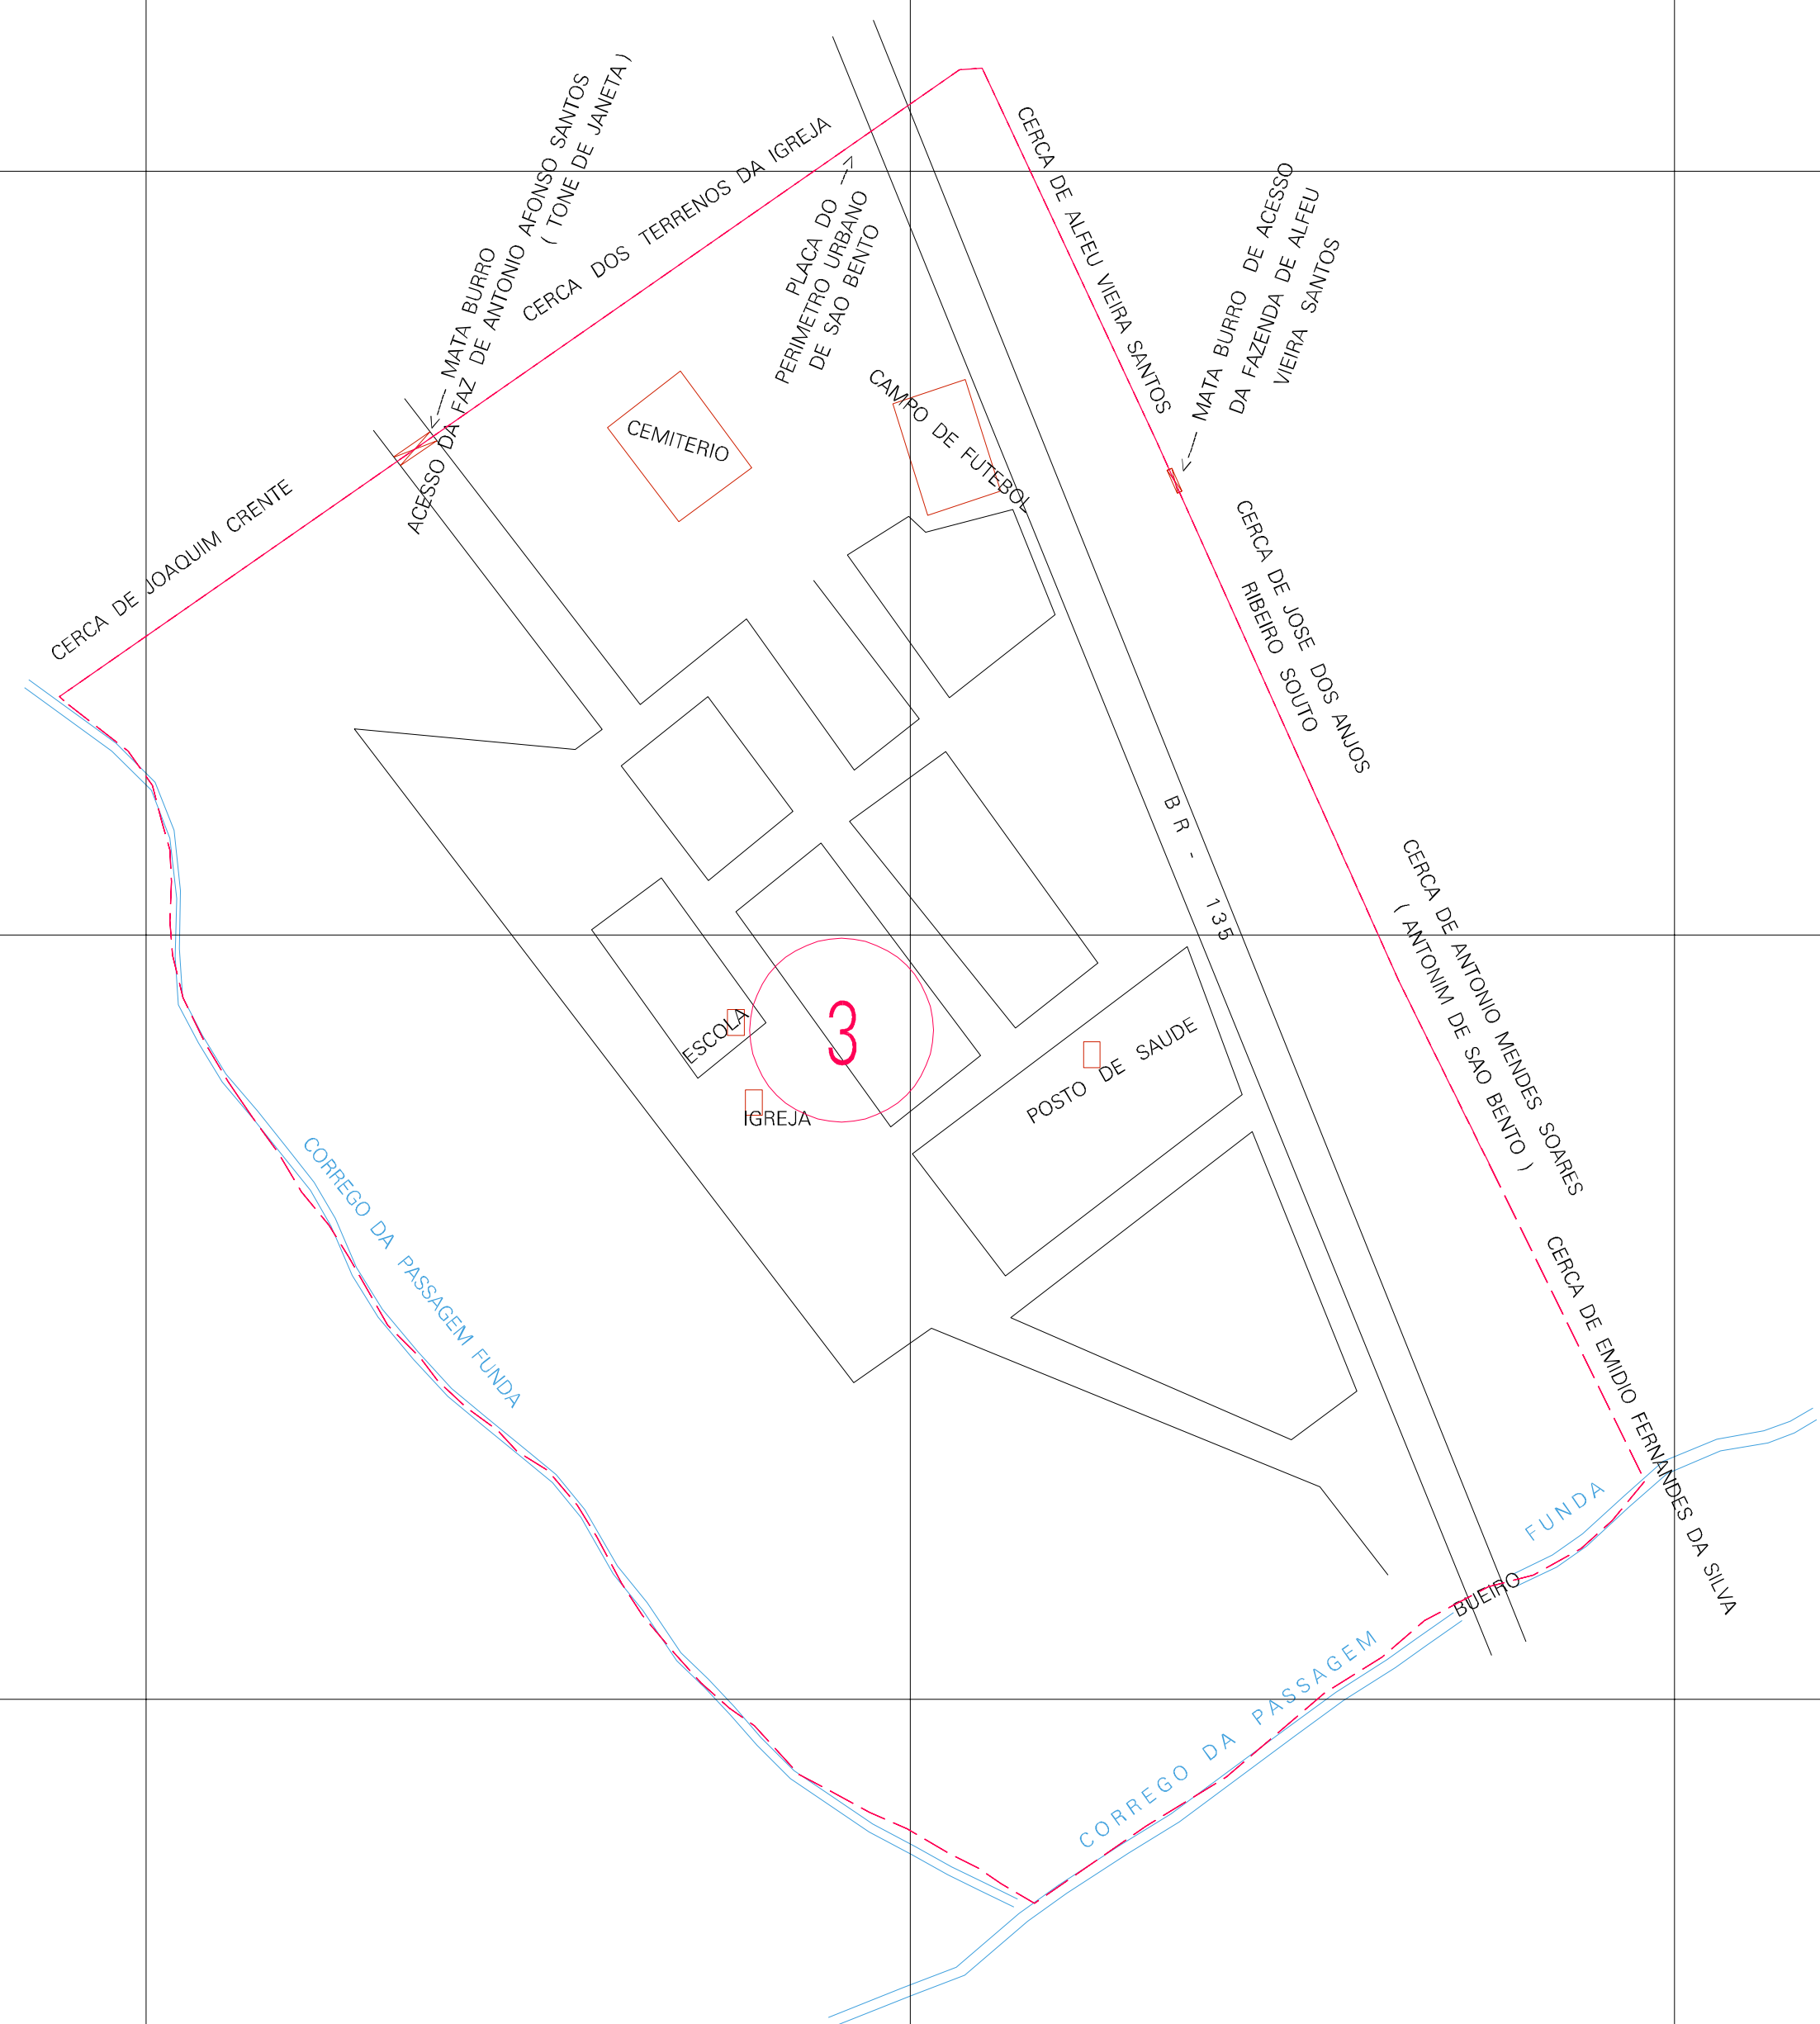 MATA BURRO
ACESSO DA FAZ DE ANTONIO AFONSO SANTOS
( TONE DE JANETA )
CERCA DOS TERRENOS DA IGREJA
PLACA DO
PERIMETRO URBANO
DE SAO BENTO
CERCA DE ALFEU VIEIRA SANTOS
MATA BURRO DE ACESSO
DA FAZENDA DE ALFEU
VIEIRA SANTOS
CERCA DE JOAQUIM CRENTE
CEMITERIO
CAMPO DE FUTEBOL
CERCA DE JOSE DOS ANJOS
RIBEIRO SOUTO
BR - 135
CERCA DE ANTONIO MENDES SOARES
( ANTONIM DE SAO BENTO )
ESCOLA
3
POSTO DE SAUDE
IGREJA
CORREGO DA PASSAGEM FUNDA
CERCA DE EMIDIO FERNANDES DA SILVA
BUEIRO
CORREGO DA PASSAGEM FUNDA